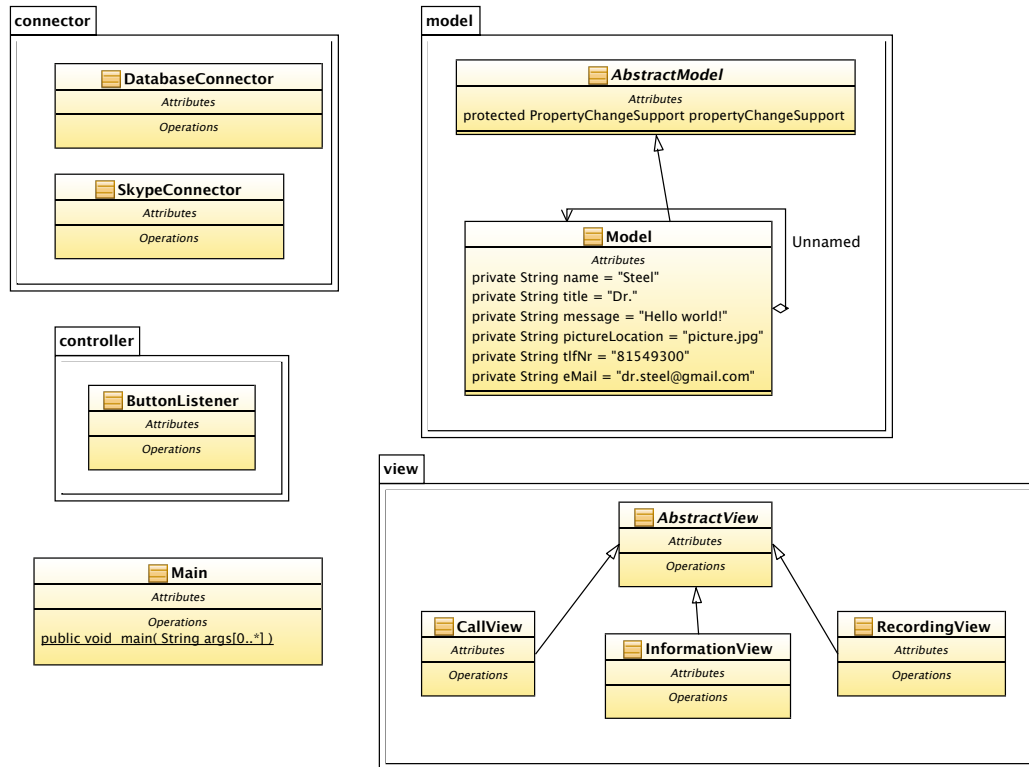 connector
DatabaseConnector
Attributes
Operations
SkypeConnector
Attributes
Operations
model
AbstractModel
Attributes
protected PropertyChangeSupport propertyChangeSupport
Model
Attributes
private String name = "Steel"
private String title = "Dr."
private String message = "Hello world!"
private String pictureLocation = "picture.jpg"
private String tlfNr = "81549300"
private String eMail = "dr.steel@gmail.com"
Unnamed
controller
ButtonListener
Attributes
Operations
Main
Attributes
Operations
public void  main( String args[0..*] )
view
AbstractView
Attributes
Operations
CallView
Attributes
Operations
InformationView
Attributes
Operations
RecordingView
Attributes
Operations